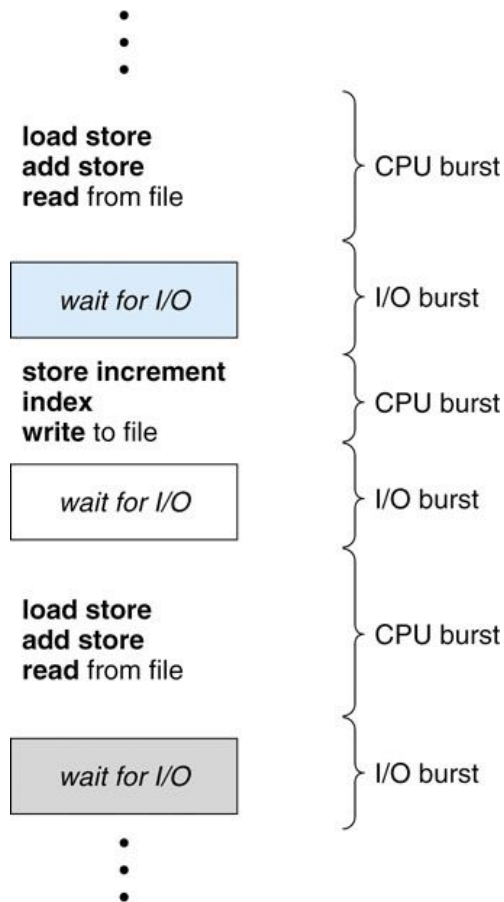 load store
add store
read from file
CPU burst
wait for I/O
I/O burst
store increment
index
write to file
CPU burst
wait for I/O
I/O burst
load store
add store
read from file
CPU burst
wait for I/O
I/O burst